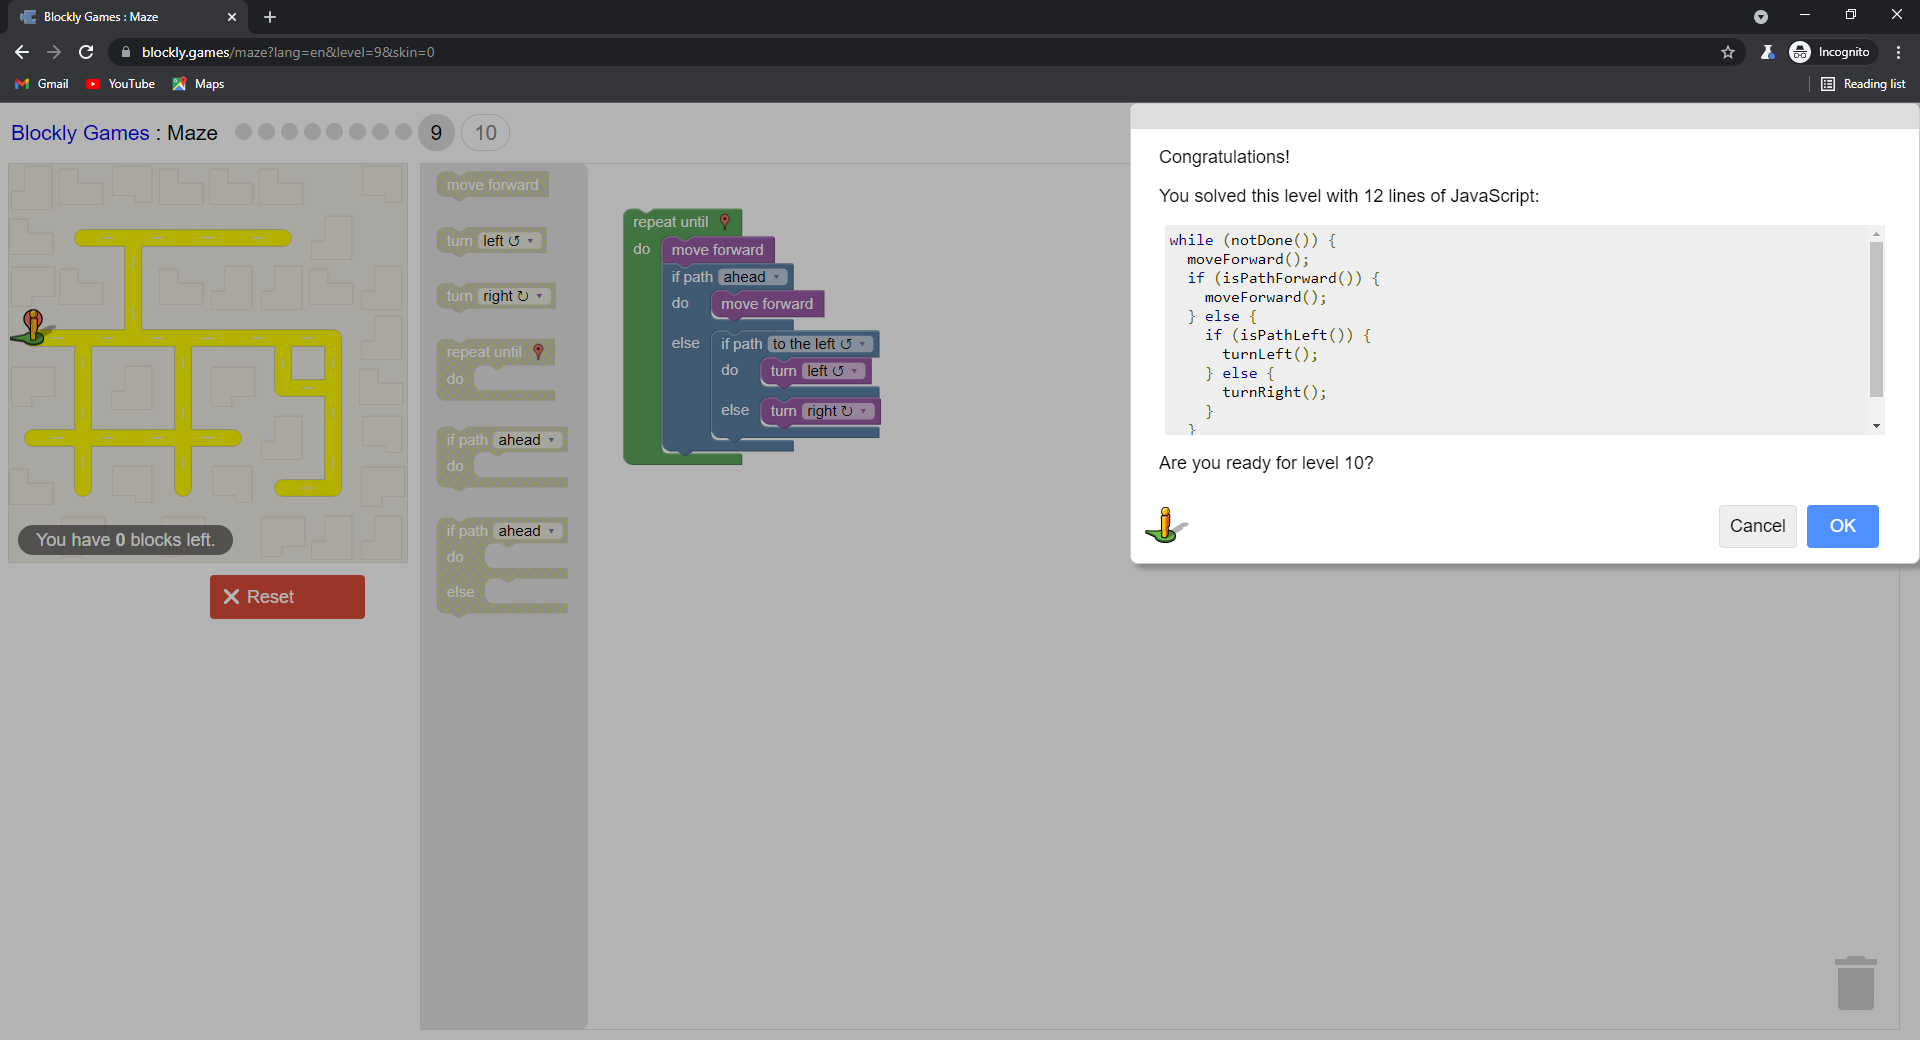 Blockly Games : Maze
blockly.games/maze?lang=en&level=9&skin=0
Incognito
Gmail
YouTube
Maps
Reading list
Blockly Games : Maze
9
10
You have 0 blocks left.
Reset
move forward
turn left ↺
turn right ↻
repeat until
do
if path ahead
do
if path ahead
do
else
repeat until
do
move forward
if path ahead
do
move forward
else
if path to the left ↺
do
turn left ↺
else
turn right ↻
Congratulations!
You solved this level with 12 lines of JavaScript:
while (notDone()) {
moveForward();
if (isPathForward()) {
moveForward();
} else {
if (isPathLeft()) {
turnLeft();
} else {
turnRight();
}
}
Are you ready for level 10?
Cancel
OK